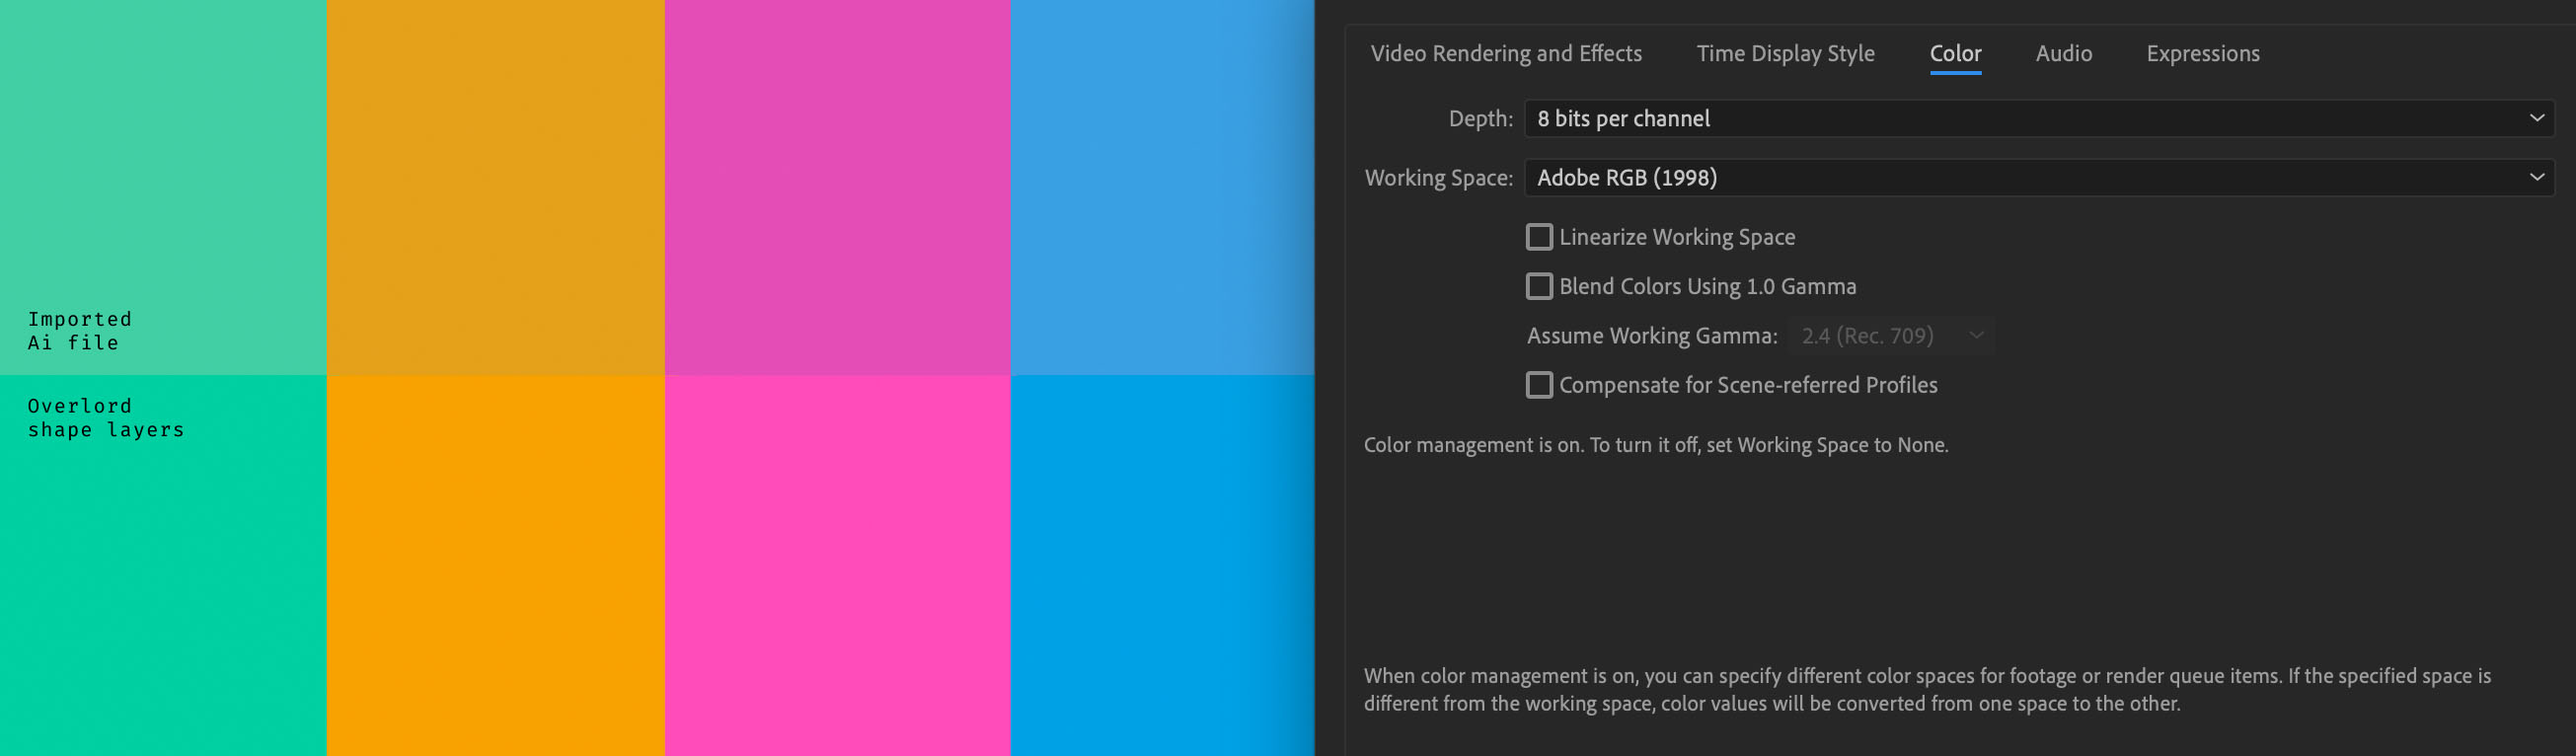 Imported
Ai file
Overlord
shape layers
Video Rendering and Effects
Time Display Style
Color
Audio
Expressions
Depth: 8 bits per channel
Working Space: Adobe RGB (1998)
Linearize Working Space
Blend Colors Using 1.0 Gamma
Assume Working Gamma: 2.4 (Rec. 709)
Compensate for Scene-referred Profiles
Color management is on. To turn it off, set Working Space to None.
When color management is on, you can specify different color spaces for footage or render queue items. If the specified space is
different from the working space, color values will be converted from one space to the other.